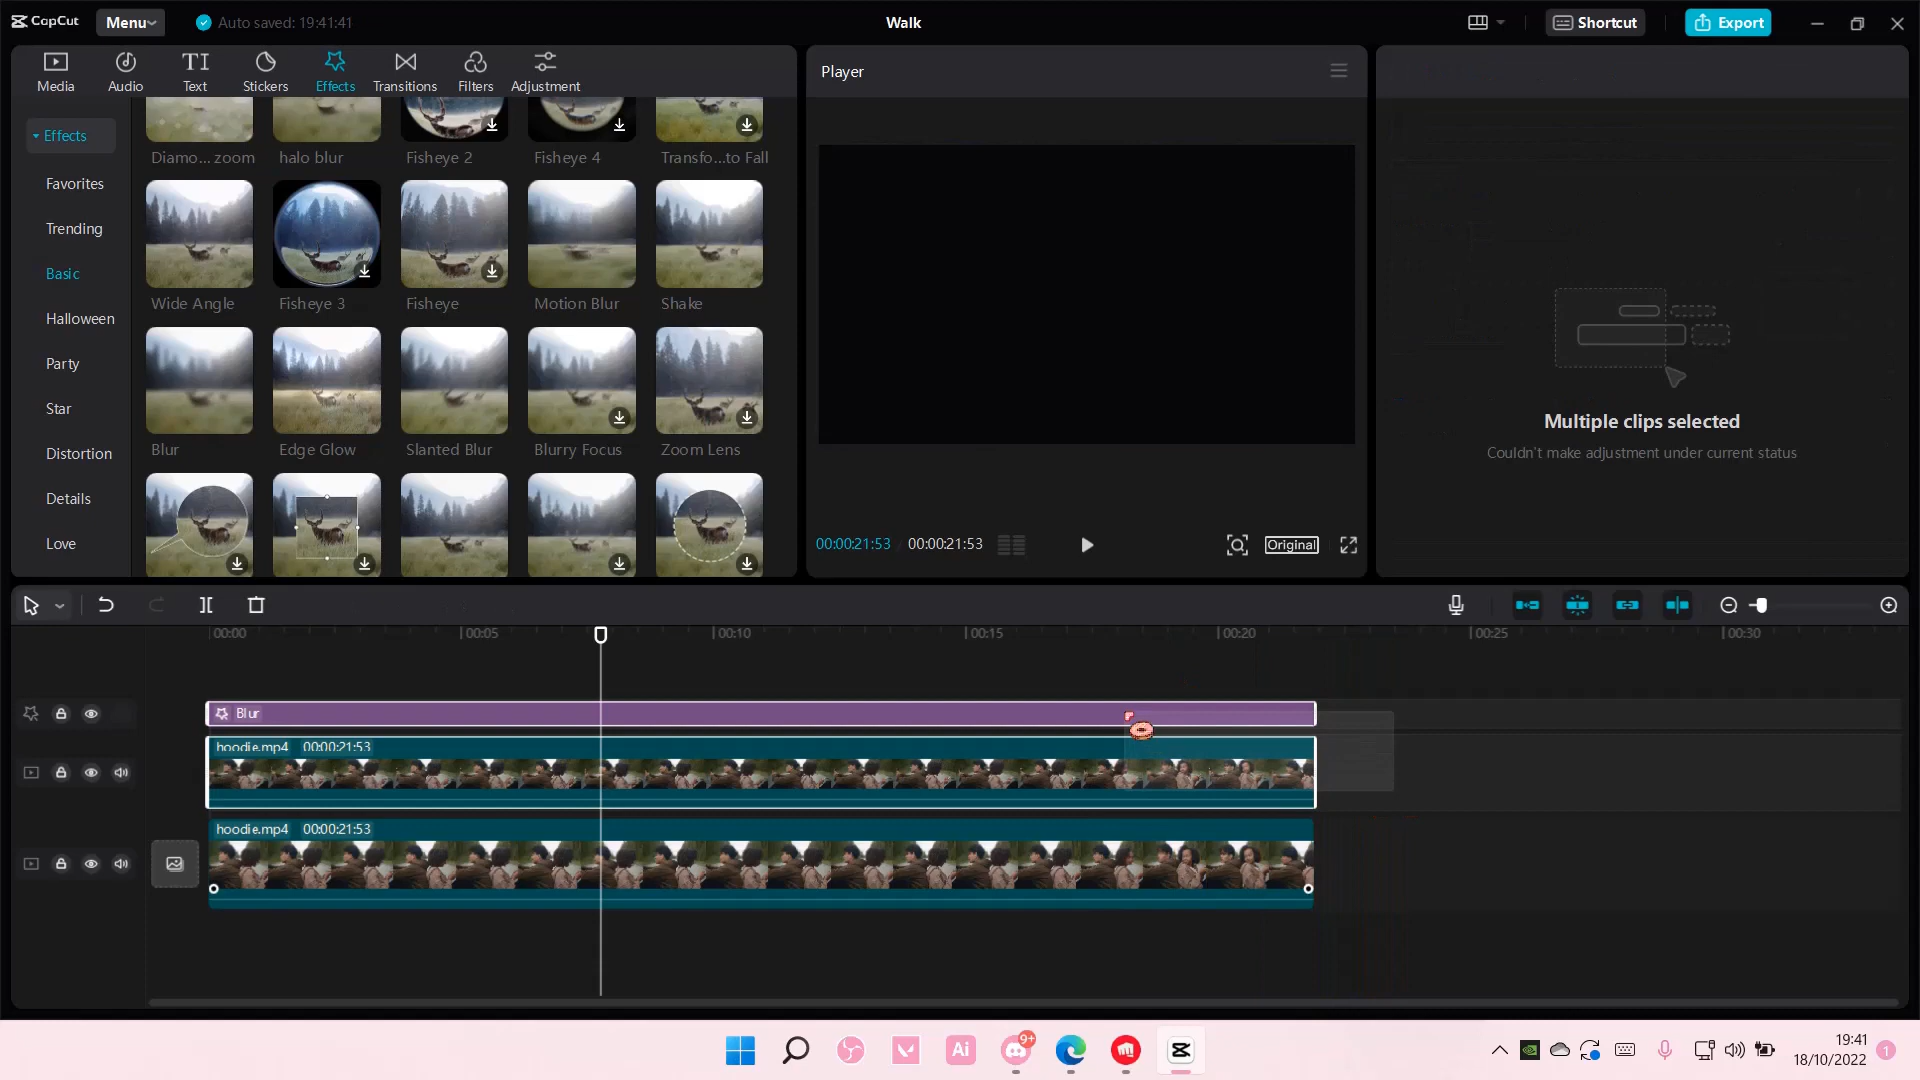 CapCut
Menu
Auto saved: 19:41:41
Walk
Shortcut
Export
Media
Audio
TI
Text
Stickers
Effects
Transitions
Filters
Adjustment
Player
Effects
Favorites
Trending
Basic
Halloween
Party
Star
Distortion
Details
Love
Diamo... zoom
halo blur
Fisheye 2
Fisheye 4
Transfo...to Fall
Wide Angle
Fisheye 3
Fisheye
Motion Blur
Shake
Blur
Edge Glow
Slanted Blur
Blurry Focus
Zoom Lens
00:00:21:53 / 00:00:21:53
Original
Multiple clips selected
Couldn't make adjustment under current status
00:00
00:05
00:10
00:15
00:20
00:25
00:30
Blur
hoodie.mp4 00:00:21:53
hoodie.mp4 00:00:21:53
Ai
9+
19:41
18/10/2022
1